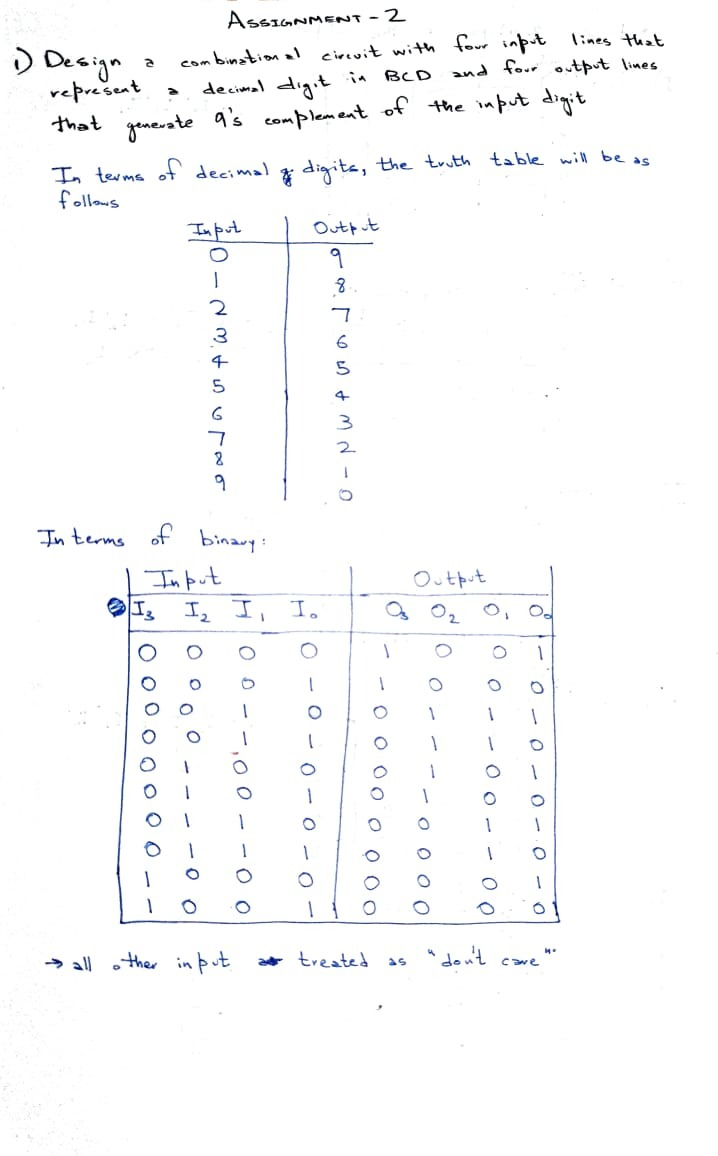 ASSIGNMENT - 2
1) Design a combinational circuit with four input lines that
represent a decimal digit in BCD and four output lines
that generate 9's complement of the input digit
In terms of decimal digits, the truth table will be as
follows
Input Output
0 9
1 8
2 7
3 6
4 5
5 4
6 3
7 2
8 1
9 0
In terms of binary:
Input Output
I3 I2 I1 I0 O3 O2 O1 O0
0 0 0 0 1 0 0 1
0 0 0 1 1 0 0 0
0 0 1 0 0 1 1 1
0 0 1 1 0 1 1 0
0 1 0 0 0 1 0 1
0 1 0 1 0 1 0 0
0 1 1 0 0 0 1 1
0 1 1 1 0 0 1 0
1 0 0 0 0 0 0 1
1 0 0 1 0 0 0 0
→ all other input treated as "don't care".